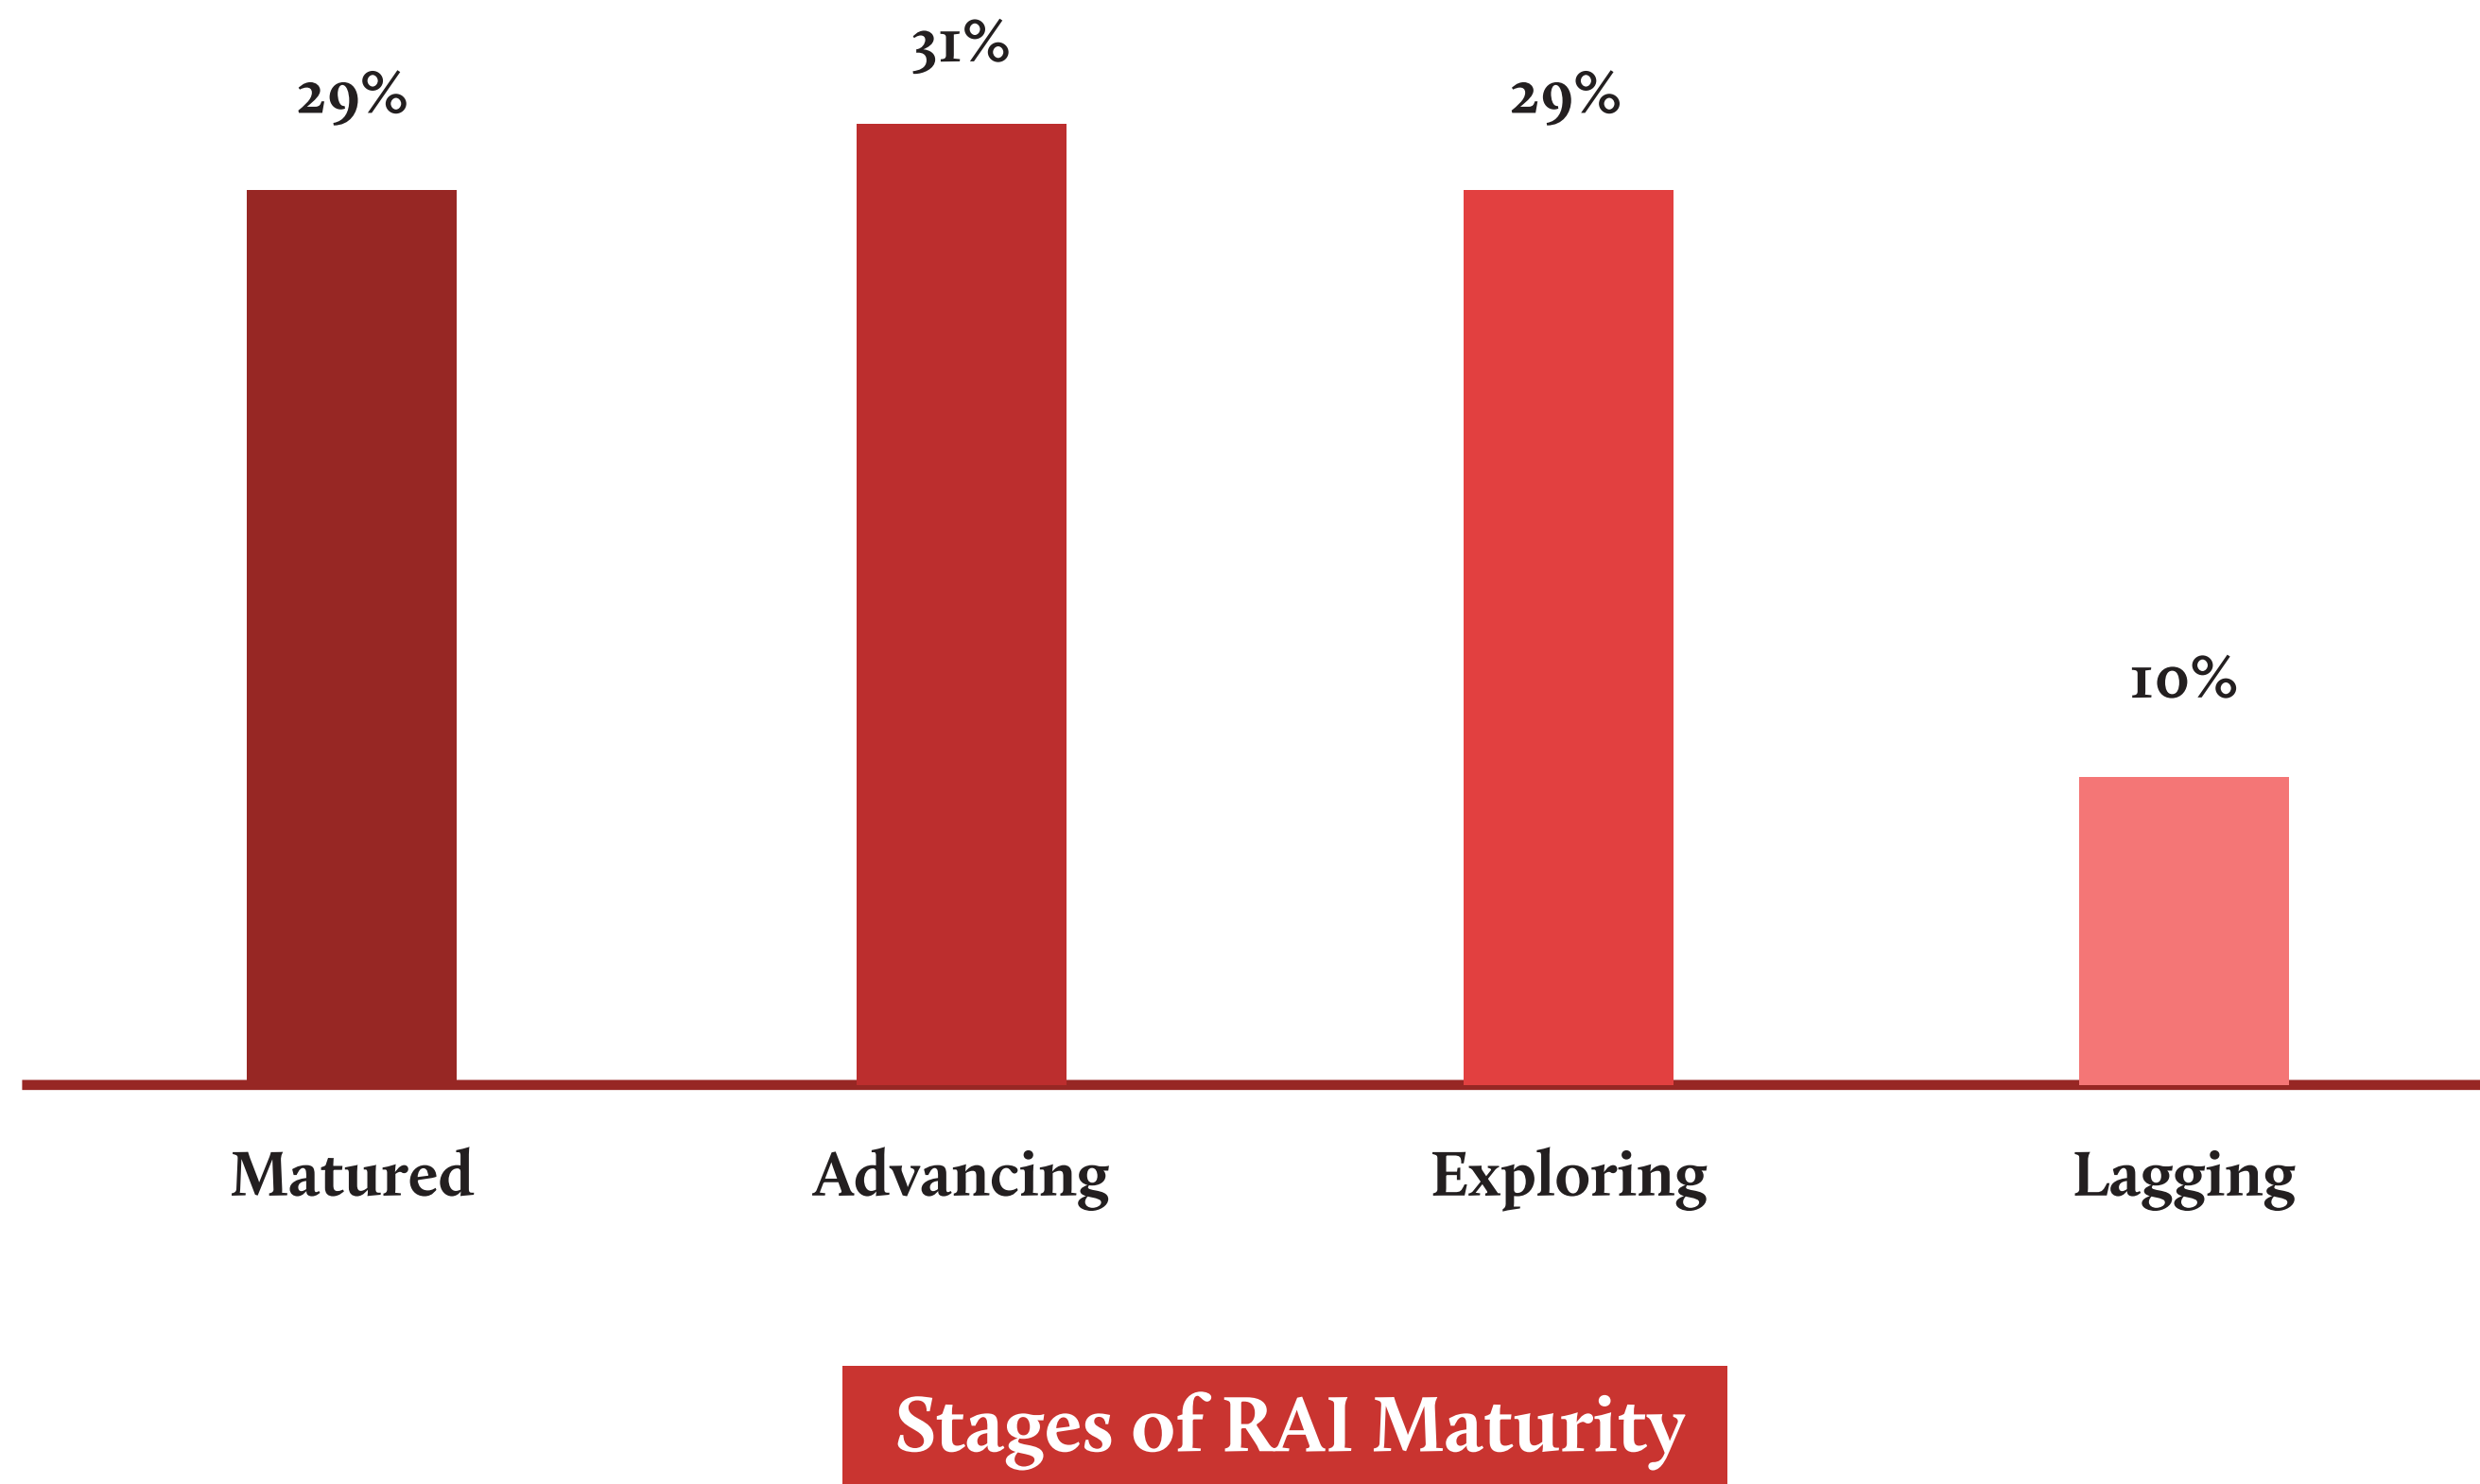 29%
31%
29%
10%
Matured
Advancing
Exploring
Lagging
Stages of RAI Maturity